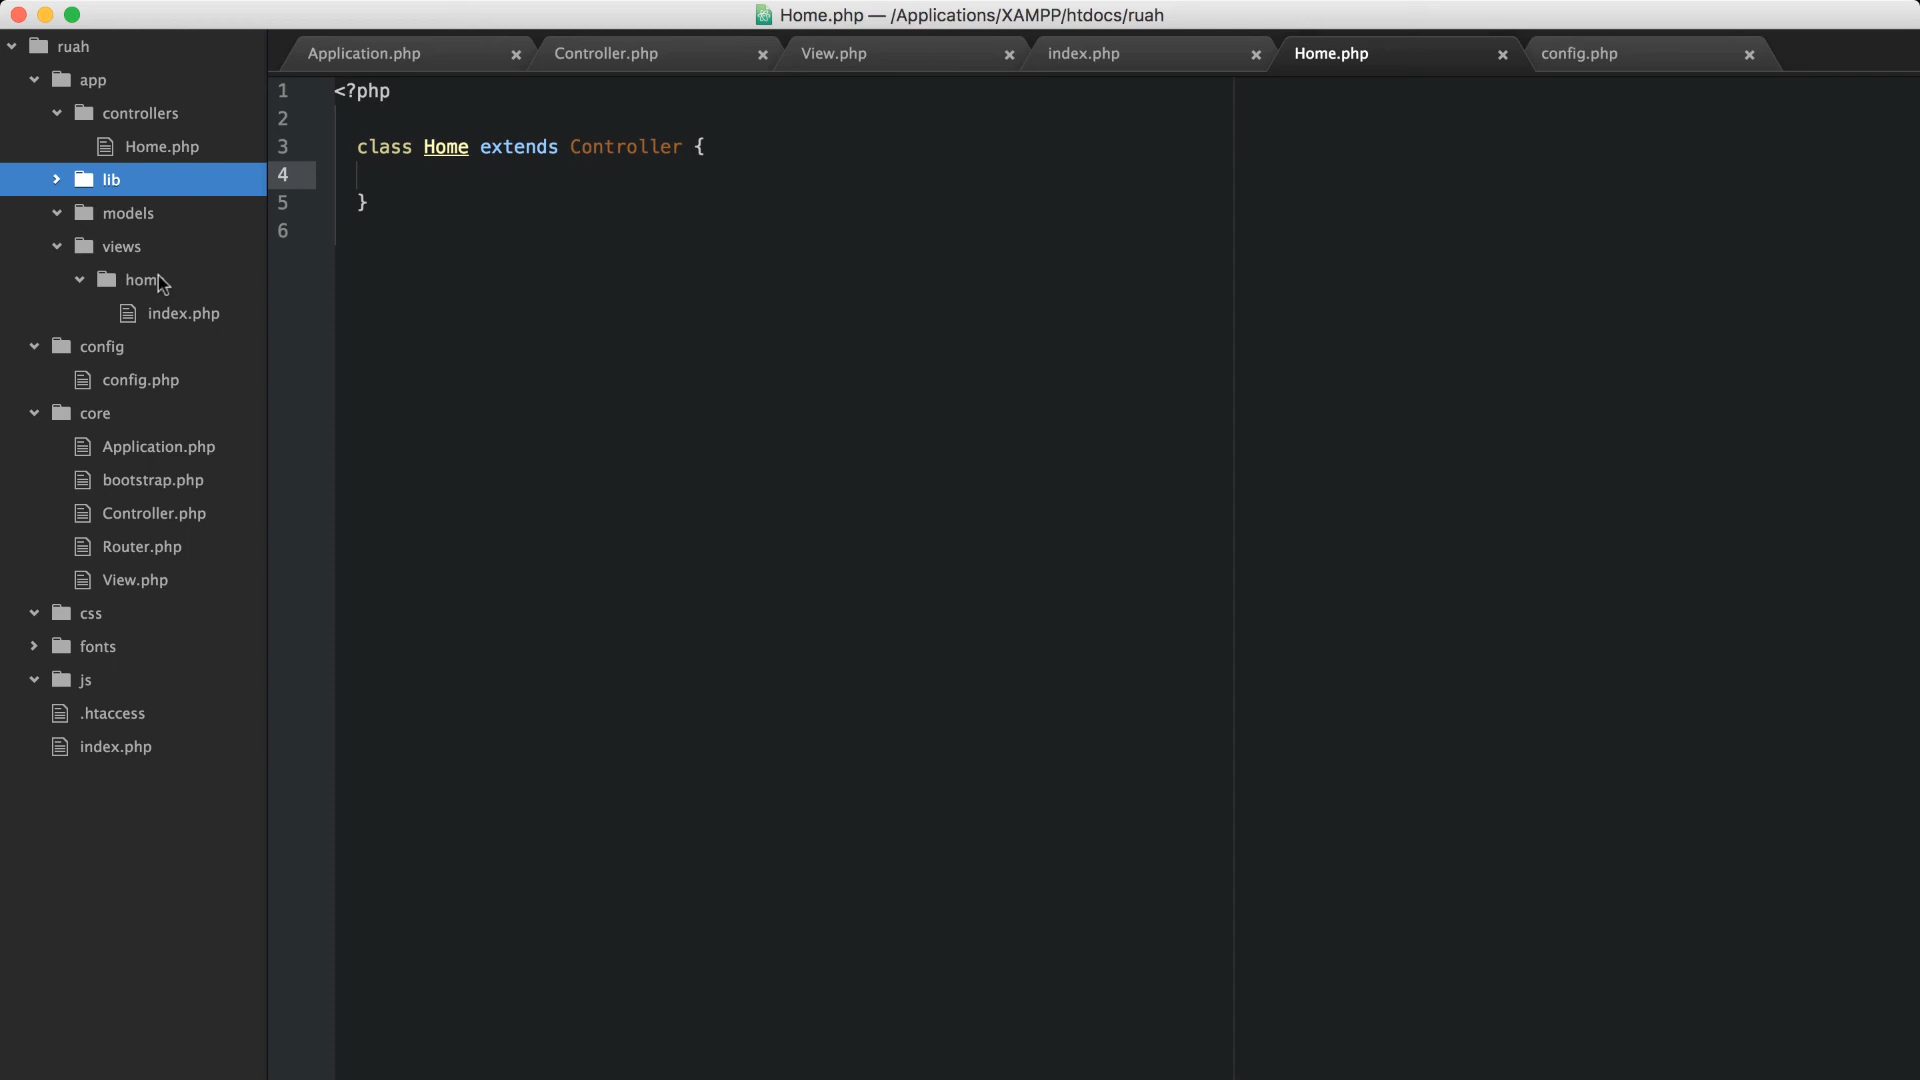 Home.php — /Applications/XAMPP/htdocs/ruah
ruah
app
controllers
Home.php
lib
models
views
hom
index.php
config
config.php
core
Application.php
bootstrap.php
Controller.php
Router.php
View.php
css
fonts
js
.htaccess
index.php
Application.php
Controller.php
View.php
index.php
Home.php
config.php
1 <?php
2
3 class Home extends Controller {
4
5 }
6